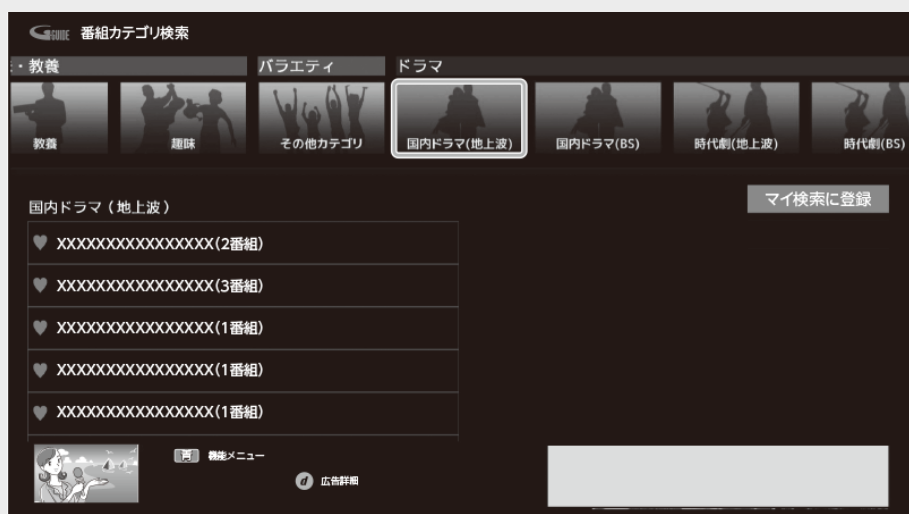 GGUIDE 番組カテゴリ検索
・教養 バラエティ ドラマ
教養 趣味 その他カテゴリ 国内ドラマ(地上波) 国内ドラマ(BS) 時代劇(地上波) 時代劇(BS)
マイ検索に登録
国内ドラマ（地上波）
XXXXXXXXXXXXXXXX(2番組)
XXXXXXXXXXXXXXXX(3番組)
XXXXXXXXXXXXXXXX(1番組)
XXXXXXXXXXXXXXXX(1番組)
XXXXXXXXXXXXXXXX(1番組)
青 機能メニュー
d 広告詳細